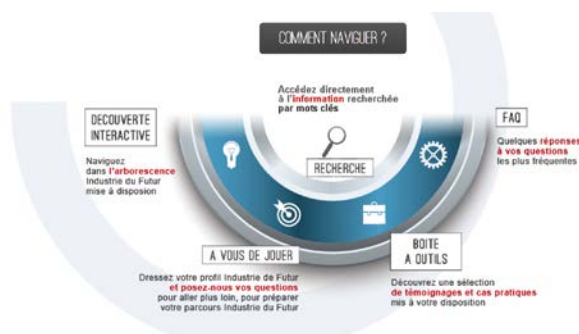 COMMENT NAVIGUER ?
Accédez directement
à l'information recherchée
par mots clés
RECHERCHE
DECOUVERTE
INTERACTIVE
Naviguez
dans l'arborescence
Industrie du Futur
mise à disposion
FAQ
Quelques réponses
à vos questions
les plus fréquentes
A VOUS DE JOUER
Dressez votre profil Industrie de Futur
et posez-nous vos questions
pour aller plus loin, pour préparer
votre parcours Industrie du Futur
BOITE
A OUTILS
Découvrez une sélection
de témoignages et cas pratiques
mis à votre disposition